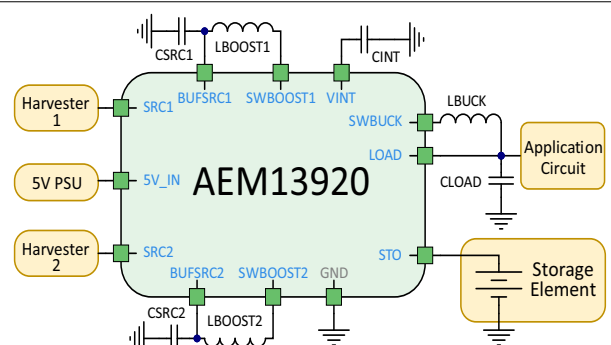 CSRC1
LBOOST1
CINT
BUFSRC1
SWBOOST1
VINT
LBUCK
Harvester
1
SRC1
SWBUCK
LOAD
Application
Circuit
5V PSU
5V_IN
AEM13920
CLOAD
Harvester
2
SRC2
STO
Storage
Element
BUFSRC2
SWBOOST2
GND
CSRC2
LBOOST2